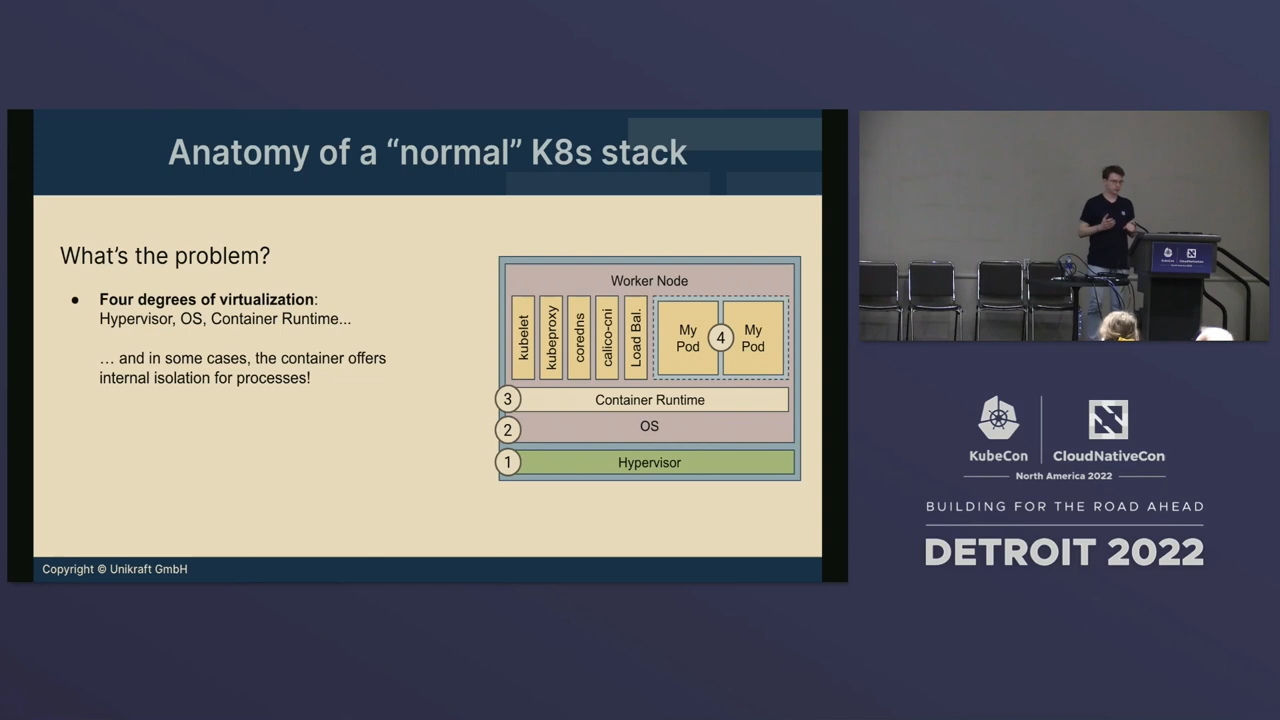 Anatomy of a “normal” K8s stack
What’s the problem?
● Four degrees of virtualization:
Hypervisor, OS, Container Runtime...
… and in some cases, the container offers
internal isolation for processes!
Worker Node
kubelet
kubeproxy
coredns
calico-cni
Load Bal.
My
Pod
4
My
Pod
3
Container Runtime
2
OS
1
Hypervisor
Copyright © Unikraft GmbH
KubeCon
CloudNativeCon
North America 2022
BUILDING FOR THE ROAD AHEAD
DETROIT 2022